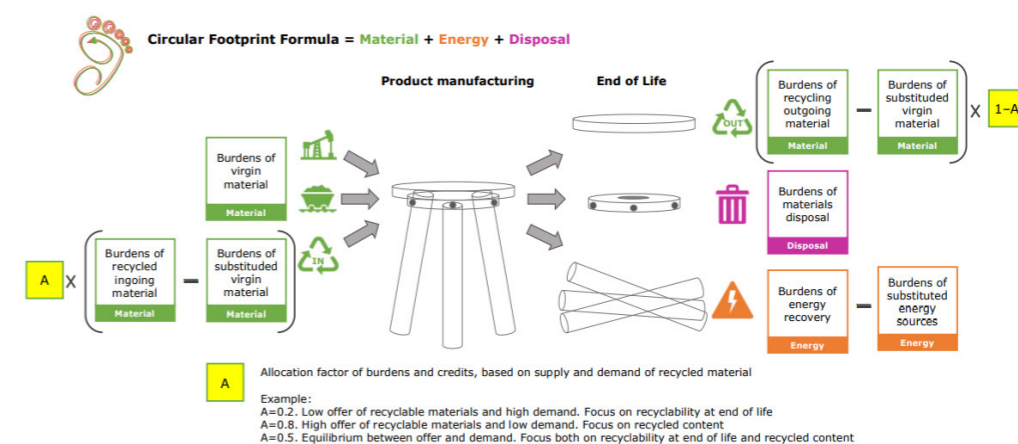 Circular Footprint Formula = Material + Energy + Disposal
Product manufacturing
End of Life
Burdens of
virgin
material
Material
A
X
Burdens of
recycled
ingoing
material
Material
–
Burdens of
substituted
virgin
material
Material
IN
OUT
Burdens of
recycling
outgoing
material
Material
–
Burdens of
substituded
virgin
material
Material
X
1–A
Burdens of
materials
disposal
Disposal
Burdens of
energy
recovery
Energy
–
Burdens of
substituted
energy
sources
Energy
A
Allocation factor of burdens and credits, based on supply and demand of recycled material
Example:
A=0.2. Low offer of recyclable materials and high demand. Focus on recyclability at end of life
A=0.8. High offer of recyclable materials and low demand. Focus on recycled content
A=0.5. Equilibrium between offer and demand. Focus both on recyclability at end of life and recycled content